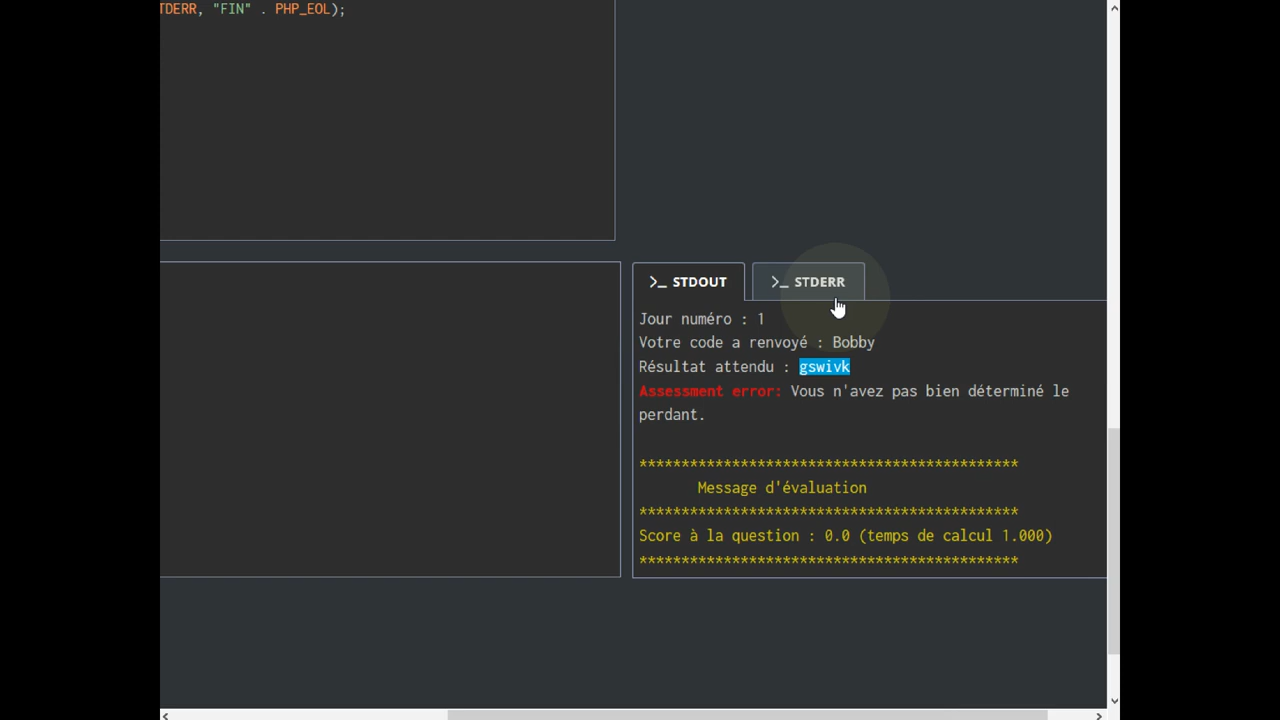 TDERR, "FIN" . PHP_EOL);
>_ STDOUT >_ STDERR
Jour numéro : 1
Votre code a renvoyé : Bobby
Résultat attendu : gswivk
Assessment error: Vous n'avez pas bien déterminé le
perdant.
*********************************************
Message d'évaluation
*********************************************
Score à la question : 0.0 (temps de calcul 1.000)
*********************************************